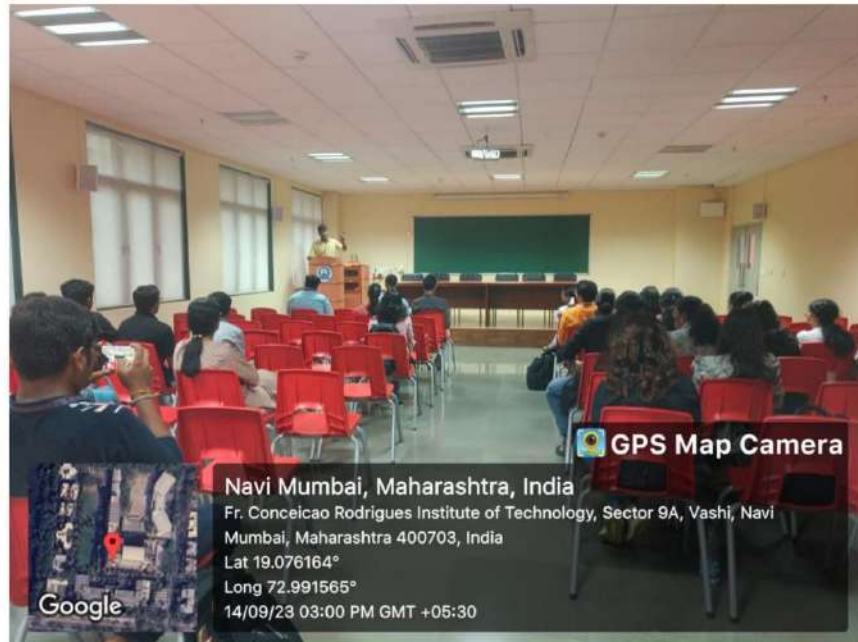 GPS Map Camera
Navi Mumbai, Maharashtra, India
Fr. Conceicao Rodrigues Institute of Technology, Sector 9A, Vashi, Navi
Mumbai, Maharashtra 400703, India
Lat 19.076164°
Long 72.991565°
14/09/23 03:00 PM GMT +05:30
Google